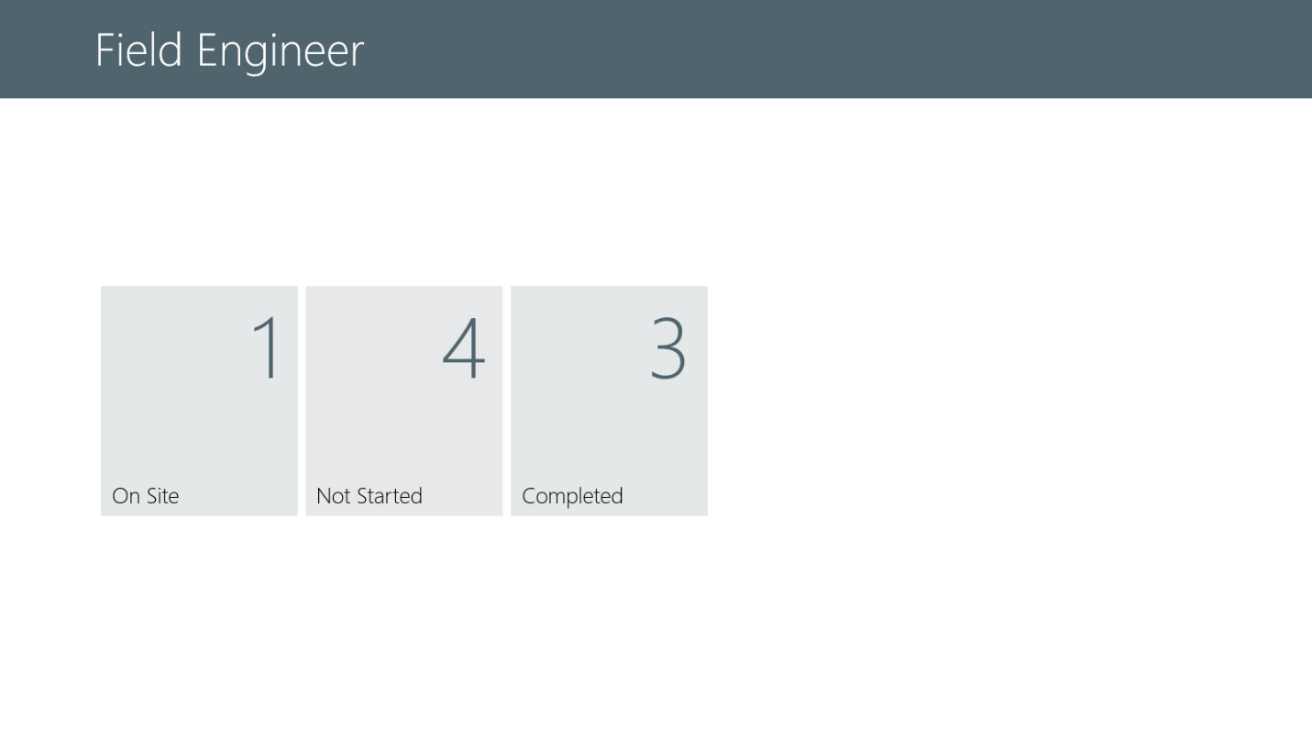 Field Engineer
1
On Site
4
Not Started
3
Completed